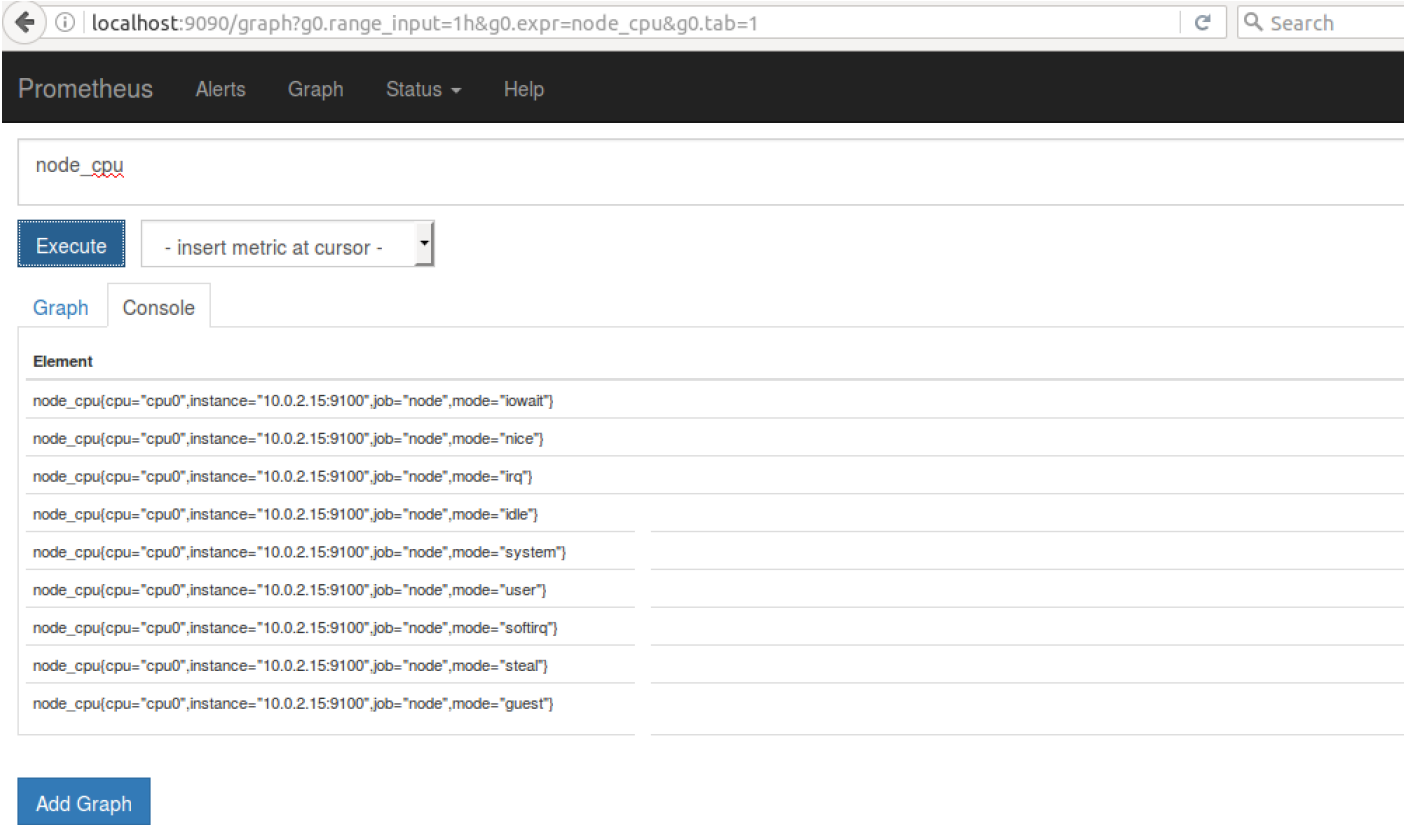 localhost:9090/graph?g0.range_input=1h&g0.expr=node_cpu&g0.tab=1 Search
Prometheus Alerts Graph Status Help
node_cpu
Execute - insert metric at cursor -
Graph Console
Element
node_cpu{cpu="cpu0",instance="10.0.2.15:9100",job="node",mode="iowait"}
node_cpu{cpu="cpu0",instance="10.0.2.15:9100",job="node",mode="nice"}
node_cpu{cpu="cpu0",instance="10.0.2.15:9100",job="node",mode="irq"}
node_cpu{cpu="cpu0",instance="10.0.2.15:9100",job="node",mode="idle"}
node_cpu{cpu="cpu0",instance="10.0.2.15:9100",job="node",mode="system"}
node_cpu{cpu="cpu0",instance="10.0.2.15:9100",job="node",mode="user"}
node_cpu{cpu="cpu0",instance="10.0.2.15:9100",job="node",mode="softirq"}
node_cpu{cpu="cpu0",instance="10.0.2.15:9100",job="node",mode="steal"}
node_cpu{cpu="cpu0",instance="10.0.2.15:9100",job="node",mode="guest"}
Add Graph